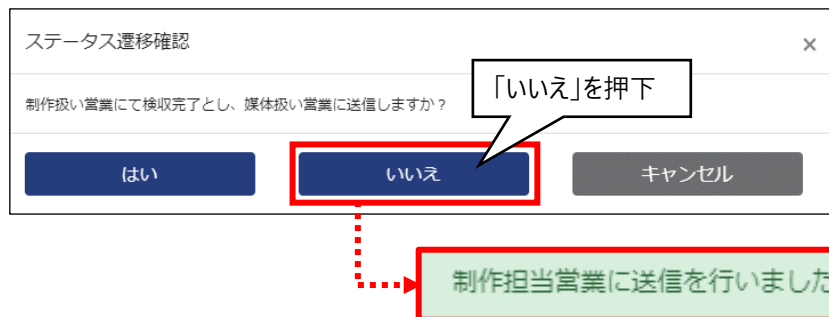 ステータス遷移確認
×
制作扱い営業にて検収完了とし、媒体扱い営業に送信しますか？
「いいえ」を押下
はい
いいえ
キャンセル
制作担当営業に送信を行いました